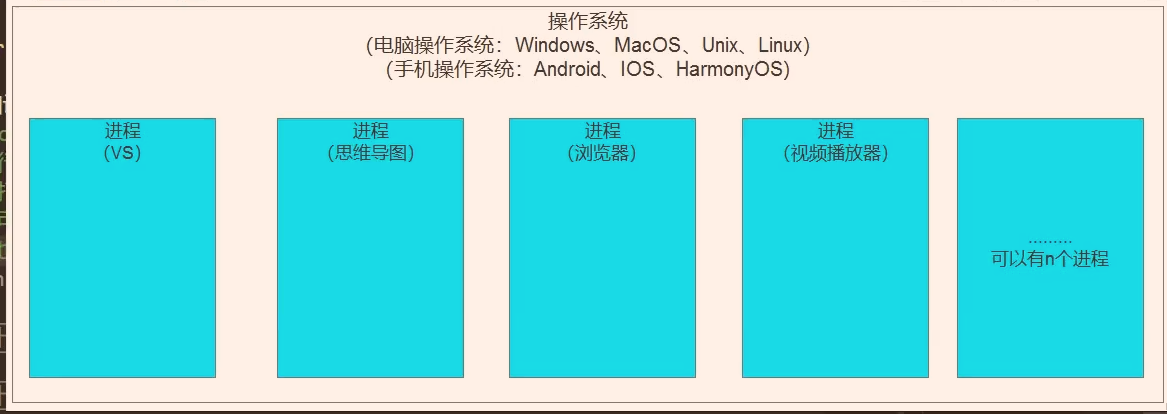 操作系统
（电脑操作系统：Windows、MacOS、Unix、Linux）
（手机操作系统：Android、IOS、HarmonyOS）
进程
（VS）
进程
（思维导图）
进程
（浏览器）
进程
（视频播放器）
.........
可以有n个进程